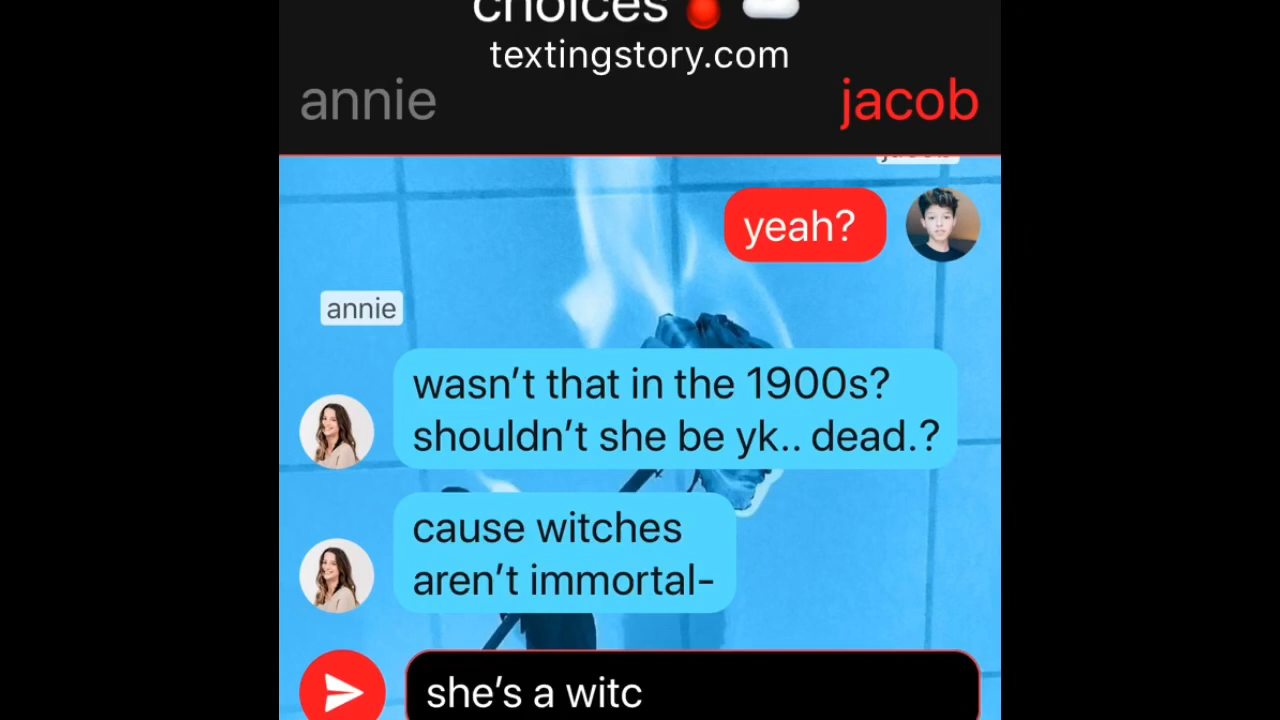 choices
textingstory.com
annie
jacob
yeah?
annie
wasn't that in the 1900s?
shouldn't she be yk.. dead.?
cause witches
aren't immortal-
she's a witc